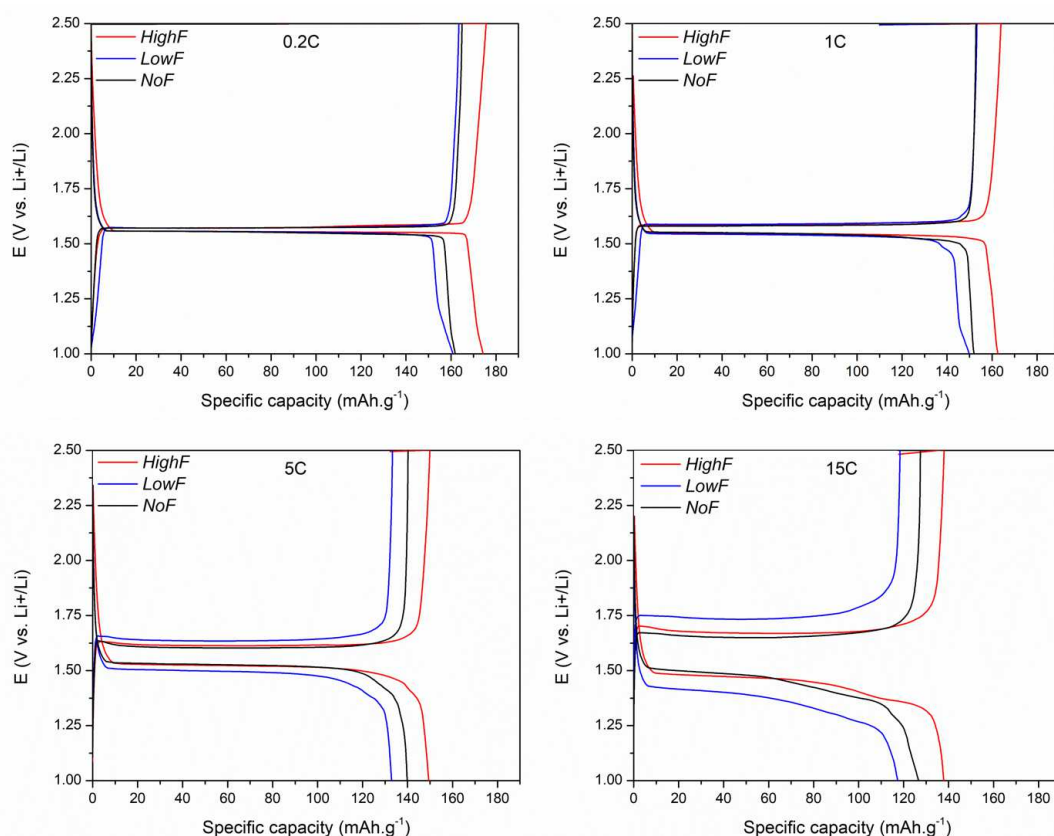 0.2C
HighF
LowF
NoF
2.50
2.25
2.00
1.75
1.50
1.25
1.00
E (V vs. Li+/Li)
0 20 40 60 80 100 120 140 160 180
Specific capacity (mAh.g-1)
1C
HighF
LowF
NoF
2.50
2.25
2.00
1.75
1.50
1.25
1.00
E (V vs. Li+/Li)
0 20 40 60 80 100 120 140 160 180
Specific capacity (mAh.g-1)
5C
HighF
LowF
NoF
2.50
2.25
2.00
1.75
1.50
1.25
1.00
E (V vs. Li+/Li)
0 20 40 60 80 100 120 140 160 180
Specific capacity (mAh.g-1)
15C
HighF
LowF
NoF
2.50
2.25
2.00
1.75
1.50
1.25
1.00
E (V vs. Li+/Li)
0 20 40 60 80 100 120 140 160 180
Specific capacity (mAh.g-1)